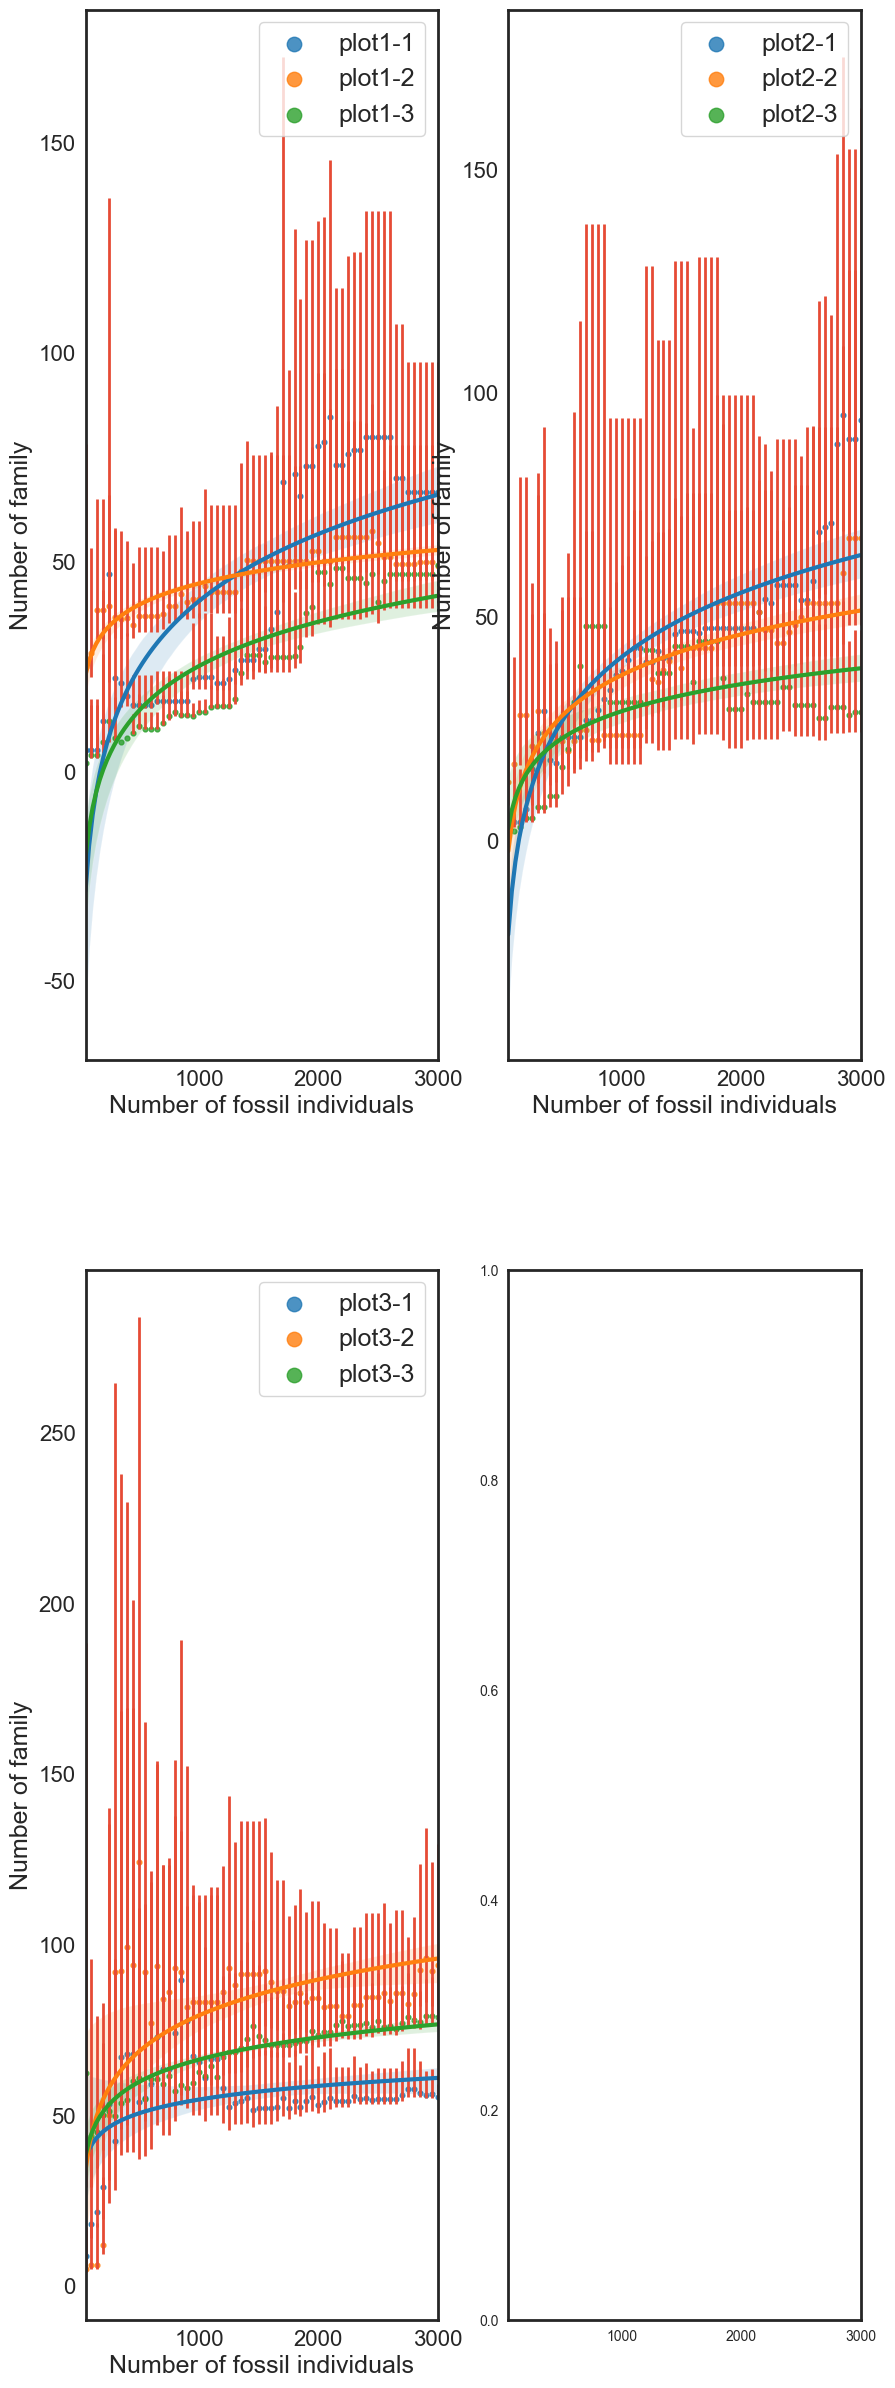 plot1-1
plot1-2
plot1-3
150
100
50
0
-50
Number of family
1000 2000 3000
Number of fossil individuals
plot2-1
plot2-2
plot2-3
150
100
50
0
Number of family
1000 2000 3000
Number of fossil individuals
plot3-1
plot3-2
plot3-3
250
200
150
100
50
0
Number of family
1000 2000 3000
Number of fossil individuals
1.0
0.8
0.6
0.4
0.2
0.0
1000 2000 3000